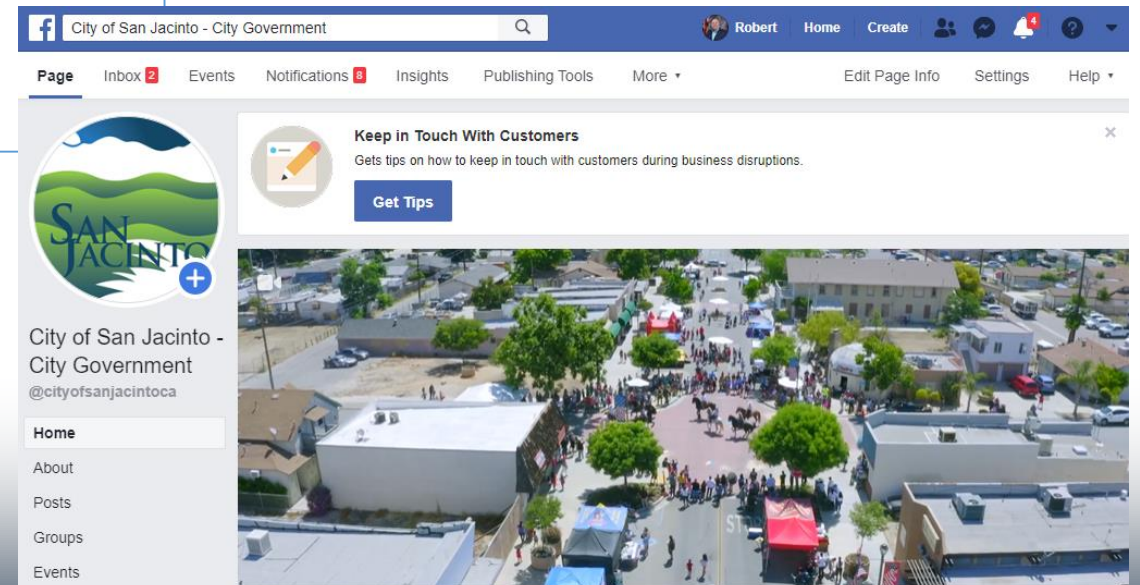 City of San Jacinto - City Government
Robert Home Create 4
Page Inbox 2 Events Notifications 8 Insights Publishing Tools More Edit Page Info Settings Help
Keep in Touch With Customers
Gets tips on how to keep in touch with customers during business disruptions.
Get Tips
SAN
JACINTO
City of San Jacinto -
City Government
@cityofsanjacintoca
Home
About
Posts
Groups
Events